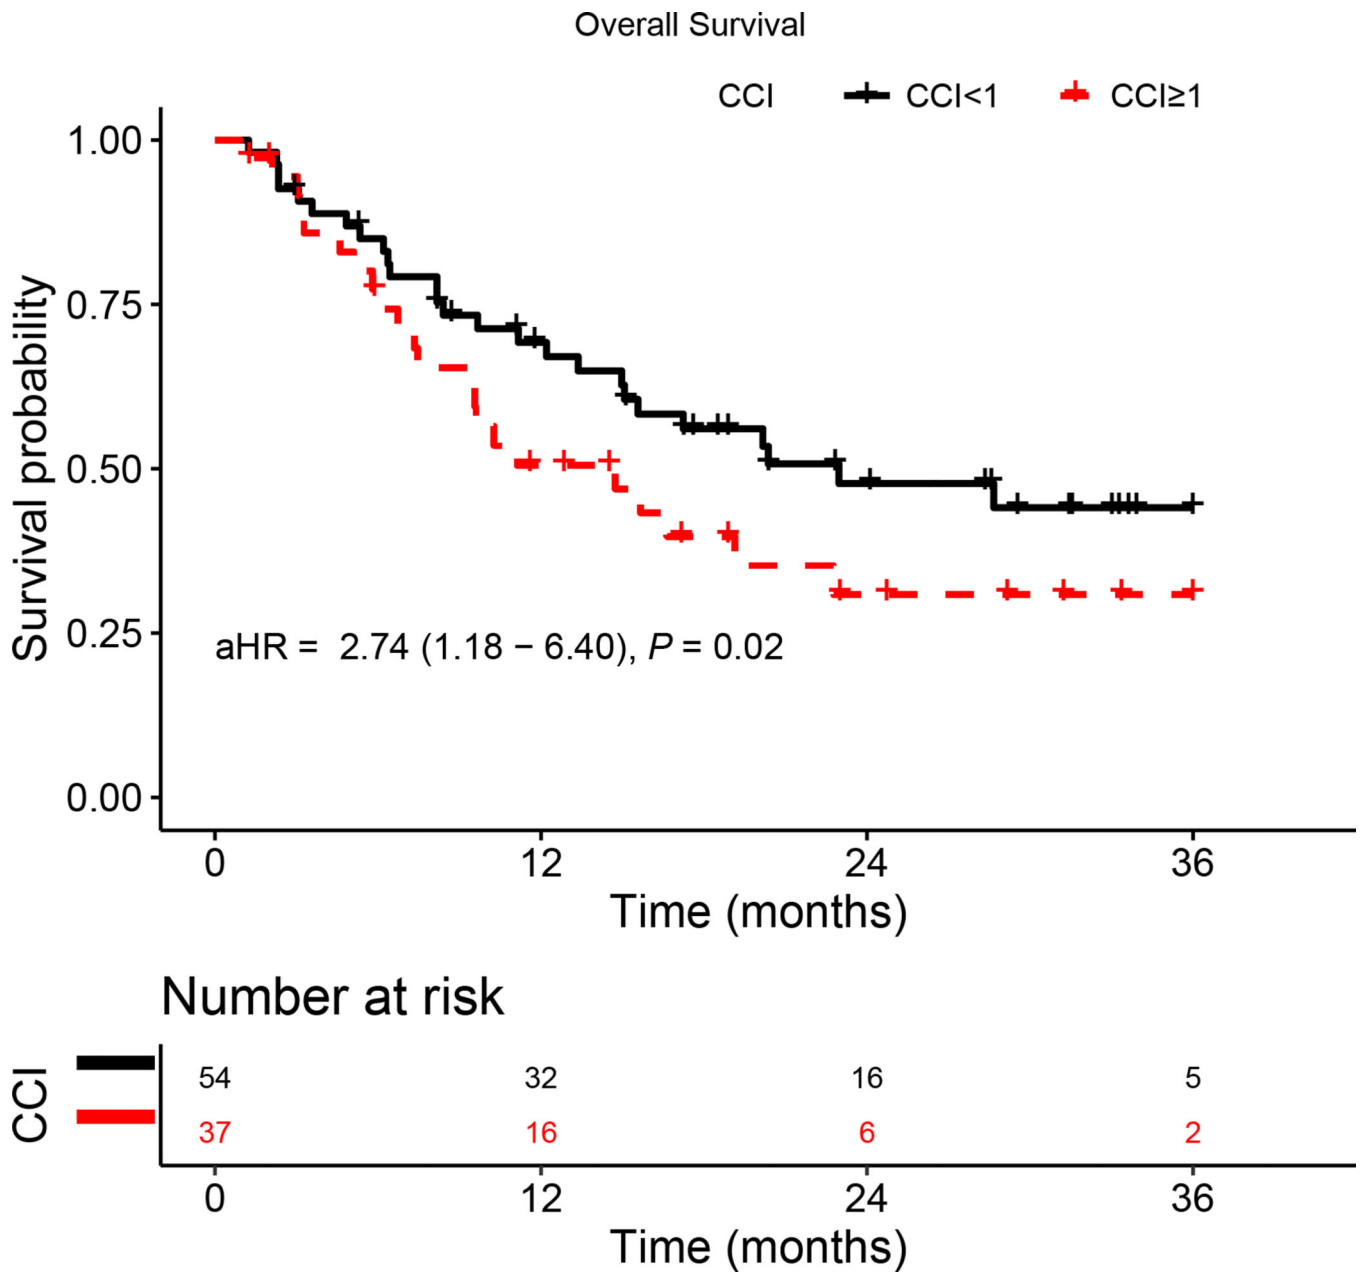 Overall Survival
CCI CCI<1 CCI≥1
1.00
0.75
0.50
0.25
0.00
Survival probability
aHR = 2.74 (1.18 − 6.40), P = 0.02
0 12 24 36
Time (months)
Number at risk
CCI
54 32 16 5
37 16 6 2
0 12 24 36
Time (months)